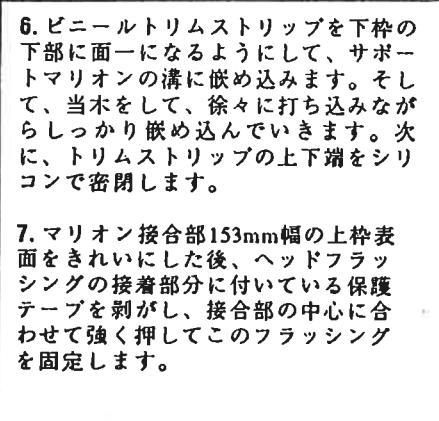 6. ビニールトリムストリップを下枠の
下部に面一になるようにして、サポー
トマリオンの溝に嵌め込みます。そし
て、当木をして、徐々に打ち込みなが
らしっかり嵌め込んでいきます。次
に、トリムストリップの上下端をシリ
コンで密閉します。
7. マリオン接合部153mm幅の上枠表
面をきれいにした後、ヘッドフラッ
シングの接着部分に付いている保護
テープを剥がし、接合部の中心に合
わせて強く押してこのフラッシング
を固定します。